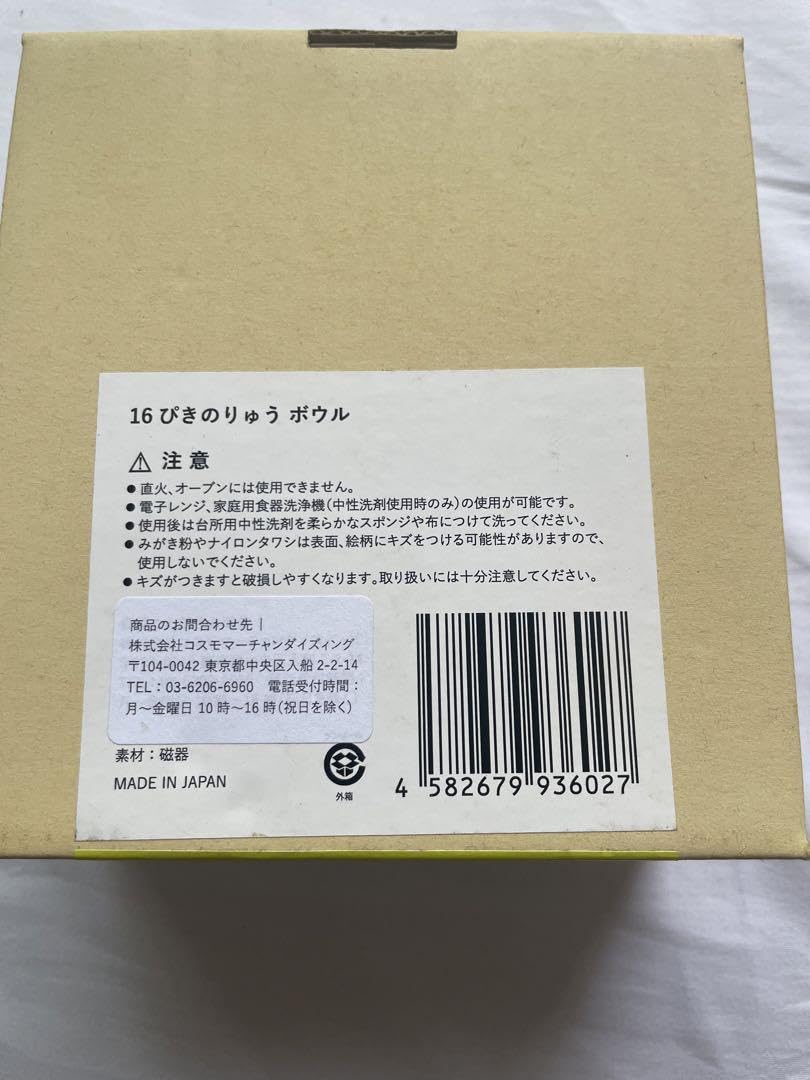 16 ぴきのりゅう ボウル
⚠ 注意
● 直火、オーブンには使用できません。
● 電子レンジ、家庭用食器洗浄機(中性洗剤使用時のみ)の使用が可能です。
● 使用後は台所用中性洗剤を柔らかなスポンジや布につけて洗ってください。
● みがき粉やナイロンタワシは表面、絵柄にキズをつける可能性がありますので、
使用しないでください。
● キズがつきますと破損しやすくなります。取り扱いには十分注意してください。
商品のお問合わせ先 |
株式会社コスモマーチャンダイズィング
〒104-0042 東京都中央区入船 2-2-14
TEL：03-6206-6960 電話受付時間：
月～金曜日 10 時～16 時(祝日を除く)
素材：磁器
MADE IN JAPAN
外箱
4 582679 936027